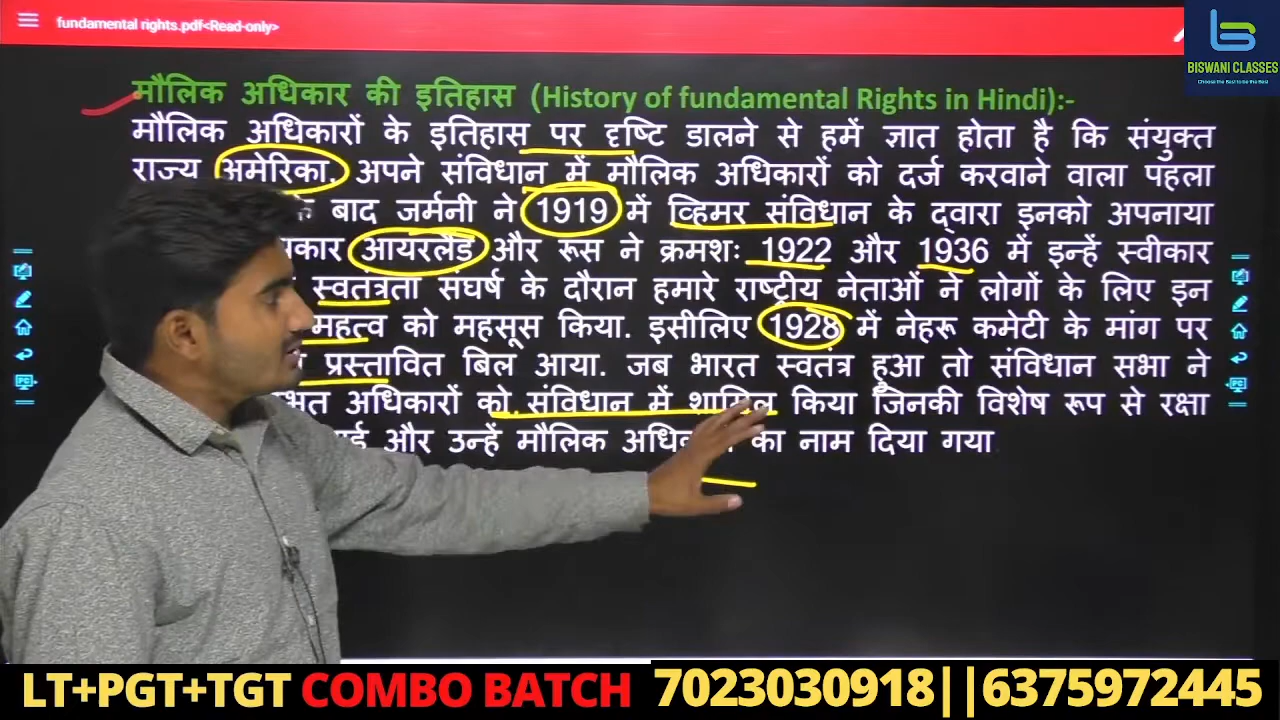 fundamental rights.pdf<Read-only>
BISWANI CLASSES
मौलिक अधिकार की इतिहास (History of fundamental Rights in Hindi):-
मौलिक अधिकारों के इतिहास पर दृष्टि डालने से हमें ज्ञात होता है कि संयुक्त
राज्य अमेरिका. अपने संविधान में मौलिक अधिकारों को दर्ज करवाने वाला पहला
बाद जर्मनी ने 1919 में व्हिमर संविधान के द्वारा इनको अपनाया
आयरलैंड और रूस ने क्रमशः 1922 और 1936 में इन्हें स्वीकार
स्वतंत्रता संघर्ष के दौरान हमारे राष्ट्रीय नेताओं ने लोगों के लिए इन
महत्व को महसूस किया. इसीलिए 1928 में नेहरू कमेटी के मांग पर
प्रस्तावित बिल आया. जब भारत स्वतंत्र हुआ तो संविधान सभा ने
अधिकारों को संविधान में शामिल किया जिनकी विशेष रूप से रक्षा
और उन्हें मौलिक का नाम दिया गया
LT+PGT+TGT COMBO BATCH 7023030918||6375972445